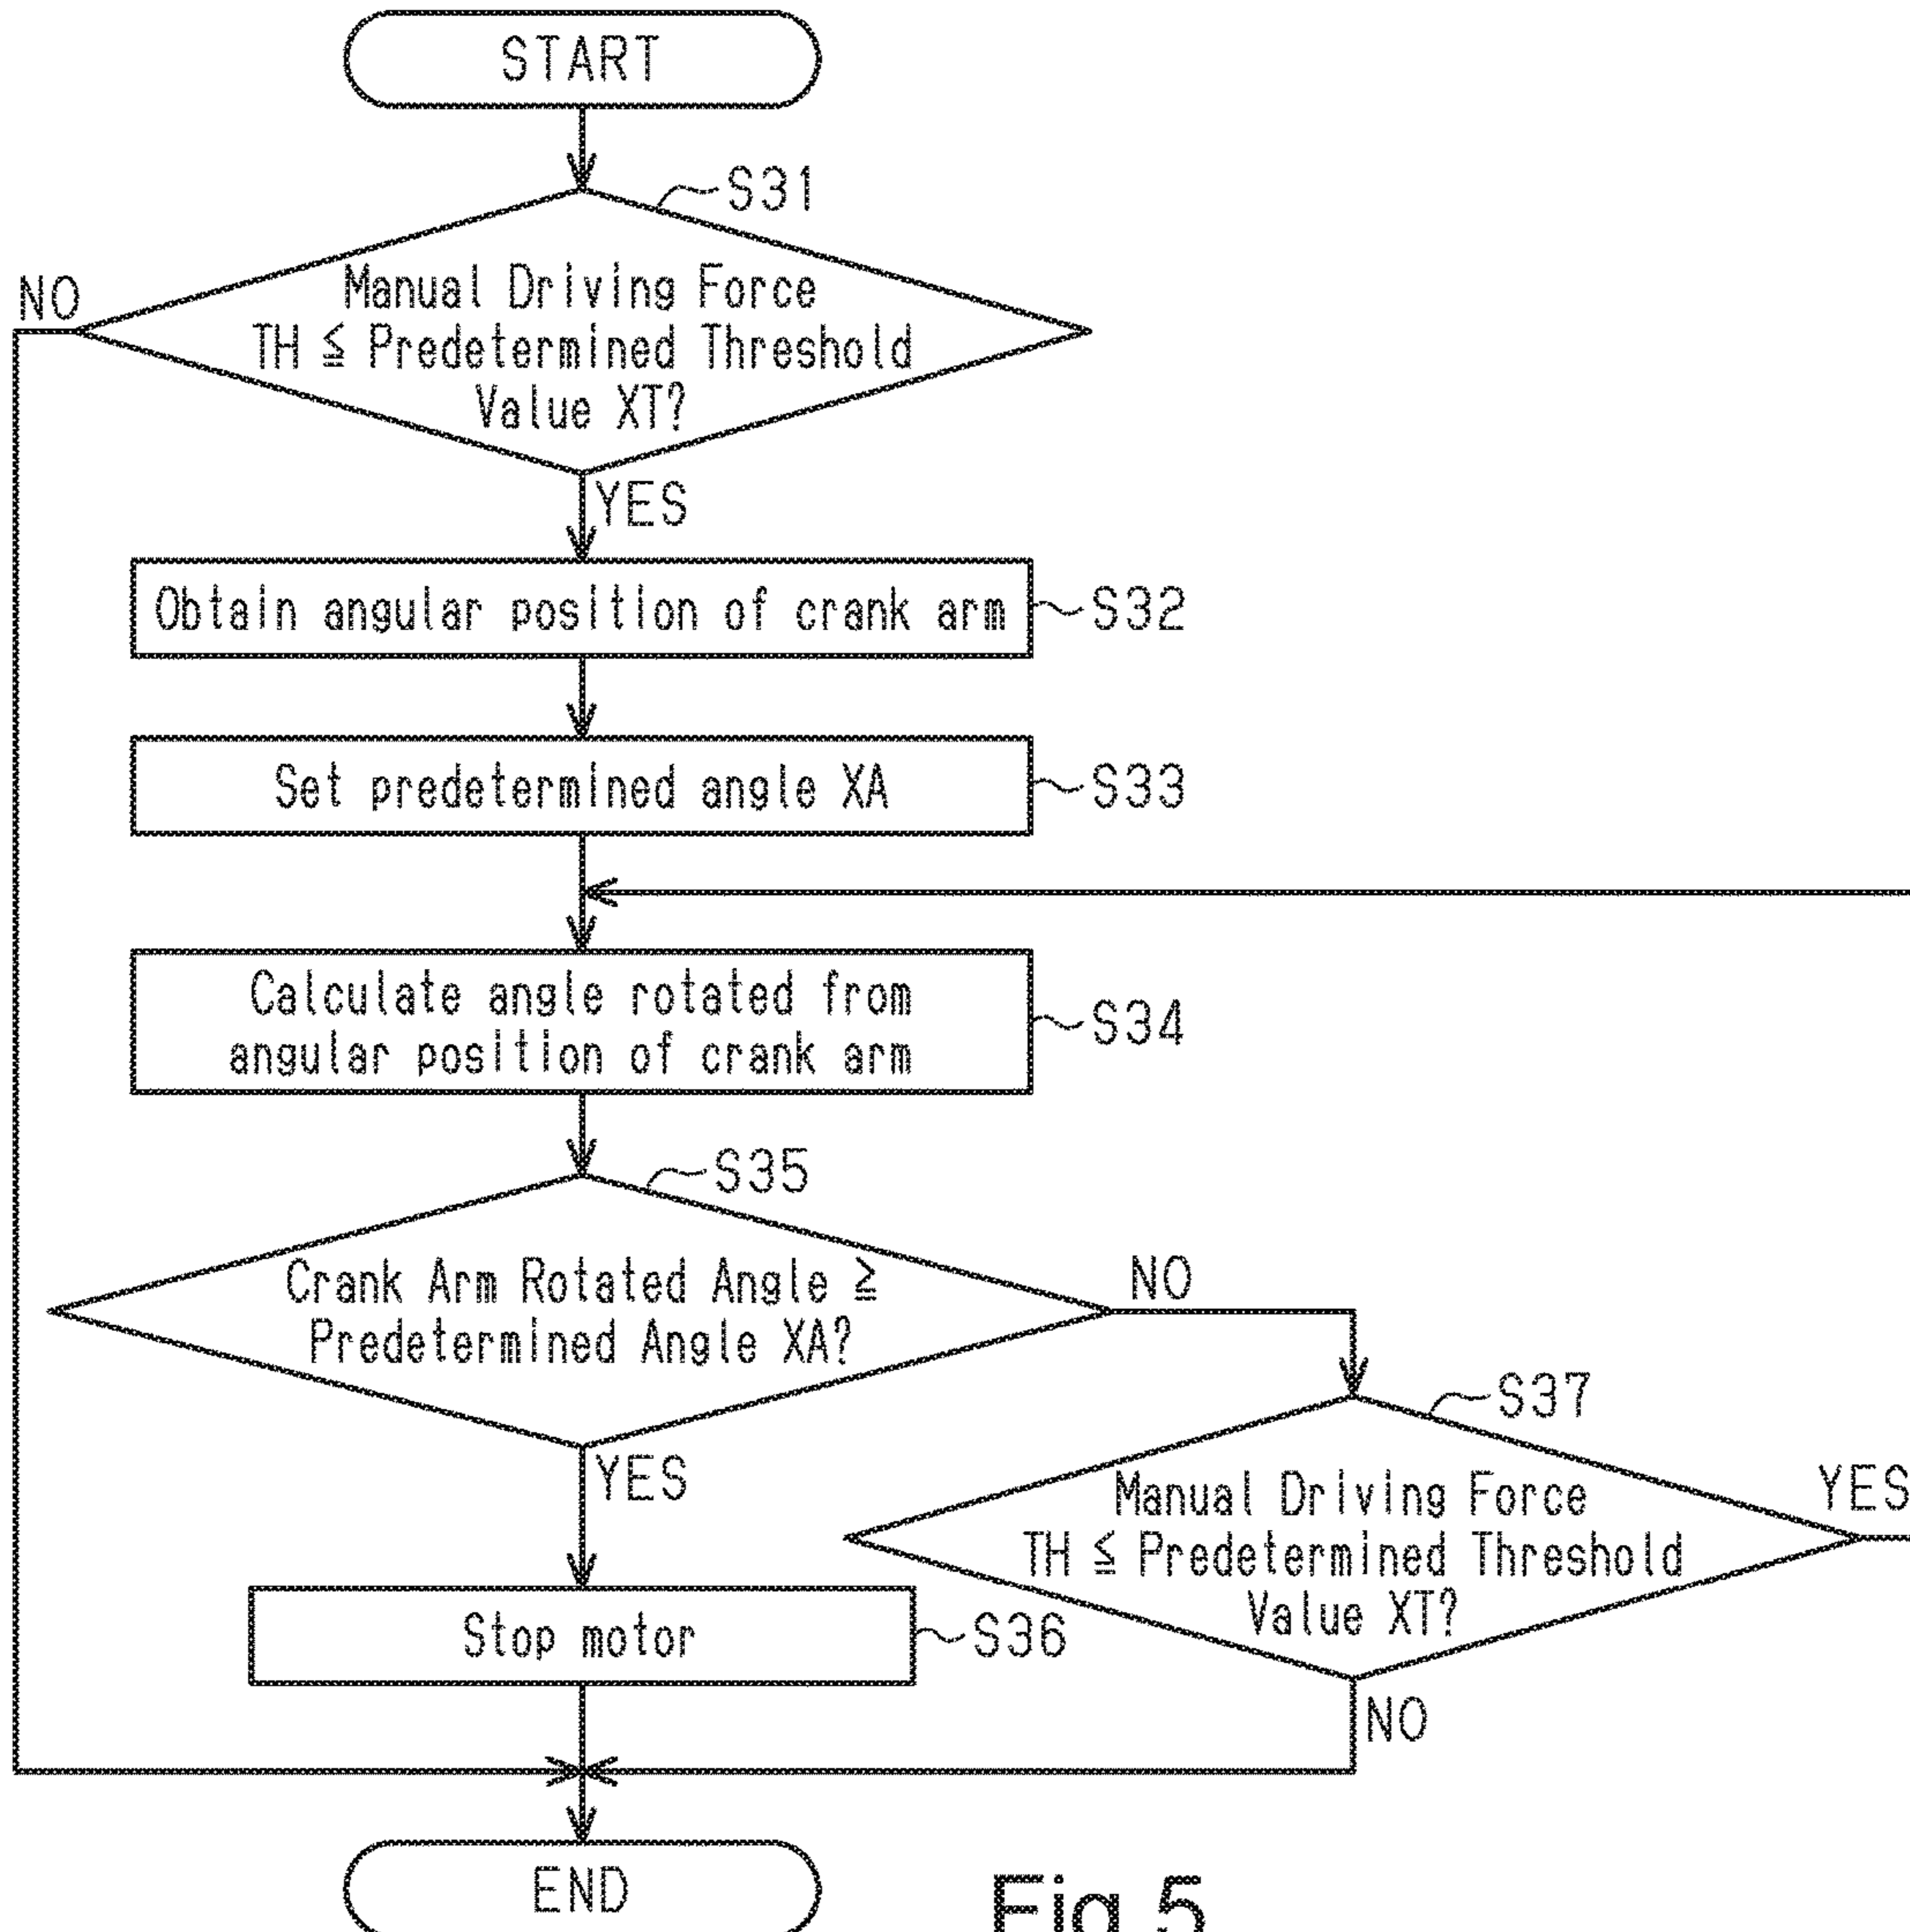 START
S31
NO
Manual Driving Force
TH ≦ Predetermined Threshold
Value XT?
YES
Obtain angular position of crank arm
S32
Set predetermined angle XA
S33
Calculate angle rotated from
angular position of crank arm
S34
S35
Crank Arm Rotated Angle ≧
Predetermined Angle XA?
NO
YES
S37
Manual Driving Force
TH ≦ Predetermined Threshold
Value XT?
YES
Stop motor
S36
NO
END
Fig.5